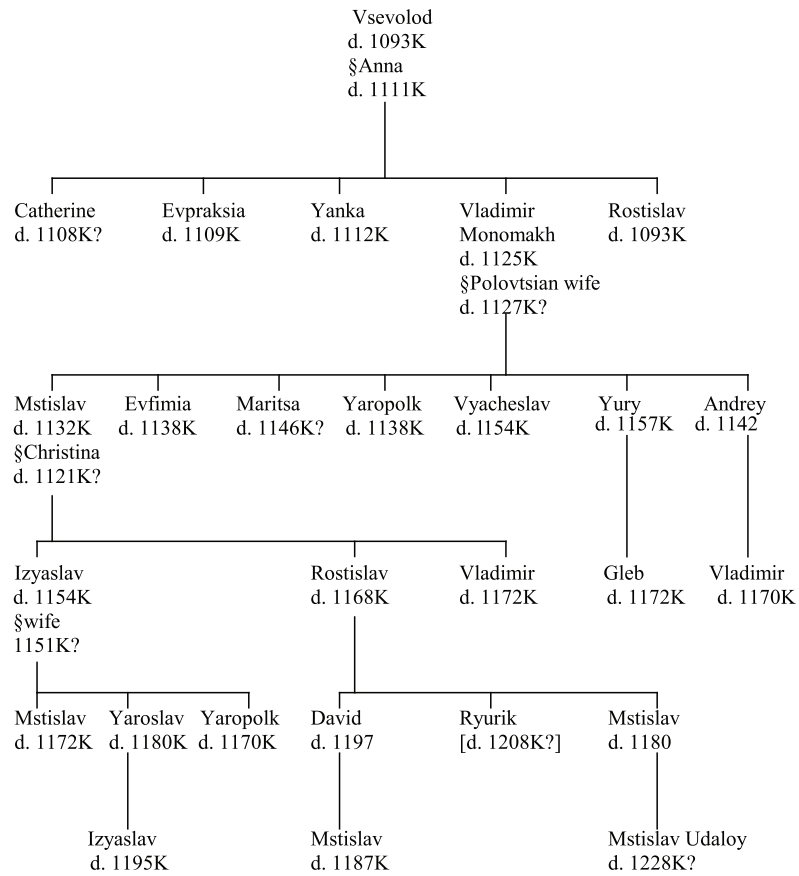 Vsevolod
d. 1093K
§Anna
d. 1111K
Catherine
d. 1108K?
Evpraksia
d. 1109K
Yanka
d. 1112K
Vladimir
Monomakh
d. 1125K
§Polovtsian wife
d. 1127K?
Rostislav
d. 1093K
Mstislav
d. 1132K
§Christina
d. 1121K?
Evfimia
d. 1138K
Maritsa
d. 1146K?
Yaropolk
d. 1138K
Vyacheslav
d. 1154K
Yury
d. 1157K
Andrey
d. 1142
Izyaslav
d. 1154K
§wife
1151K?
Rostislav
d. 1168K
Vladimir
d. 1172K
Gleb
d. 1172K
Vladimir
d. 1170K
Mstislav
d. 1172K
Yaroslav
d. 1180K
Yaropolk
d. 1170K
David
d. 1197
Ryurik
[d. 1208K?]
Mstislav
d. 1180
Izyaslav
d. 1195K
Mstislav
d. 1187K
Mstislav Udaloy
d. 1228K?